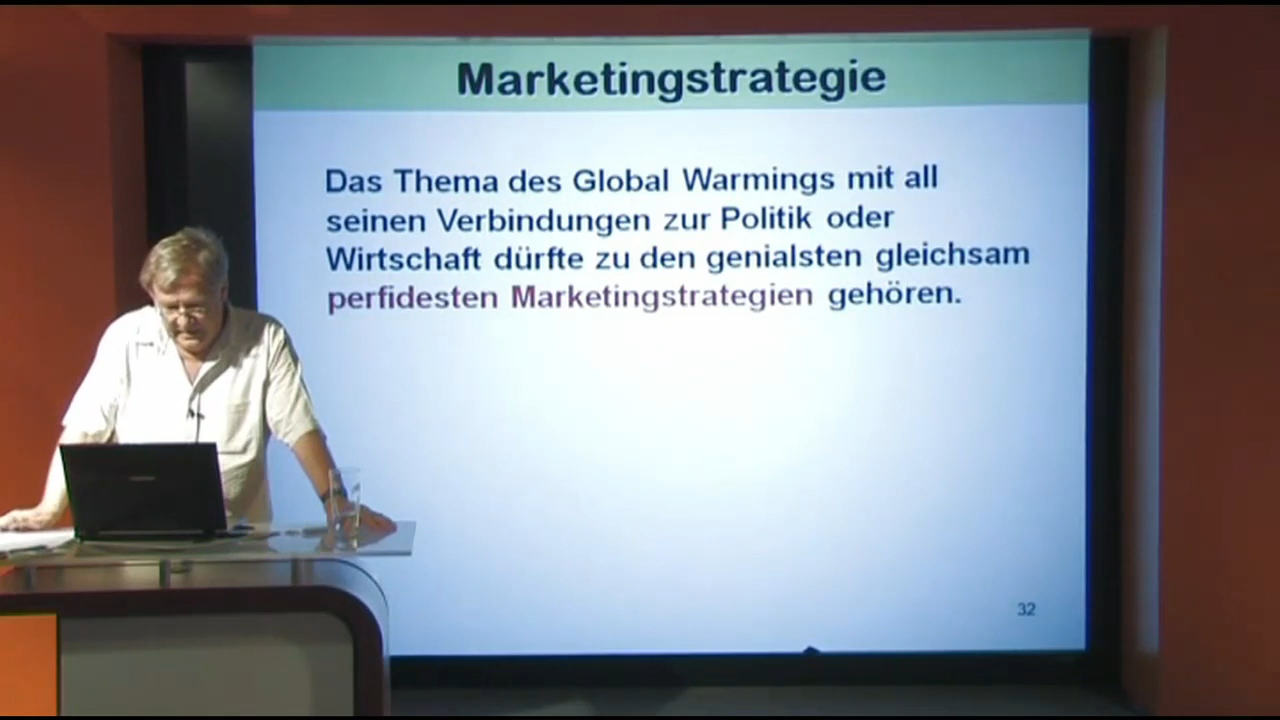 Marketingstrategie
Das Thema des Global Warmings mit all
seinen Verbindungen zur Politik oder
Wirtschaft dürfte zu den genialsten gleichsam
perfidesten Marketingstrategien gehören.
32